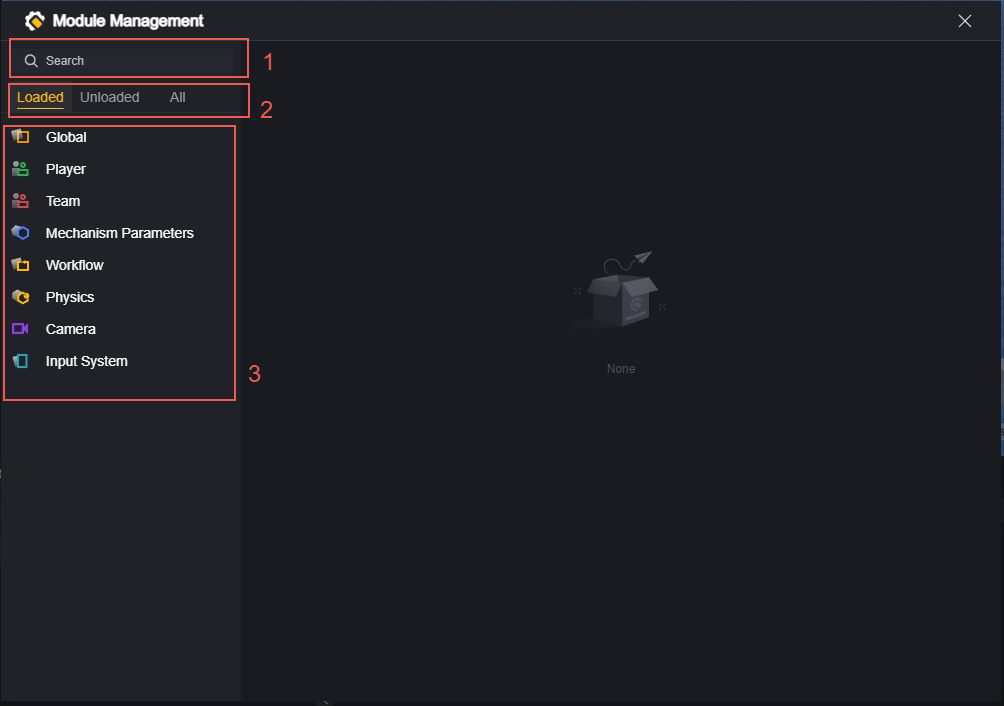 Module Management
Search
1
Loaded Unloaded All
2
Global
Player
Team
Mechanism Parameters
Workflow
Physics
Camera
Input System
3
None